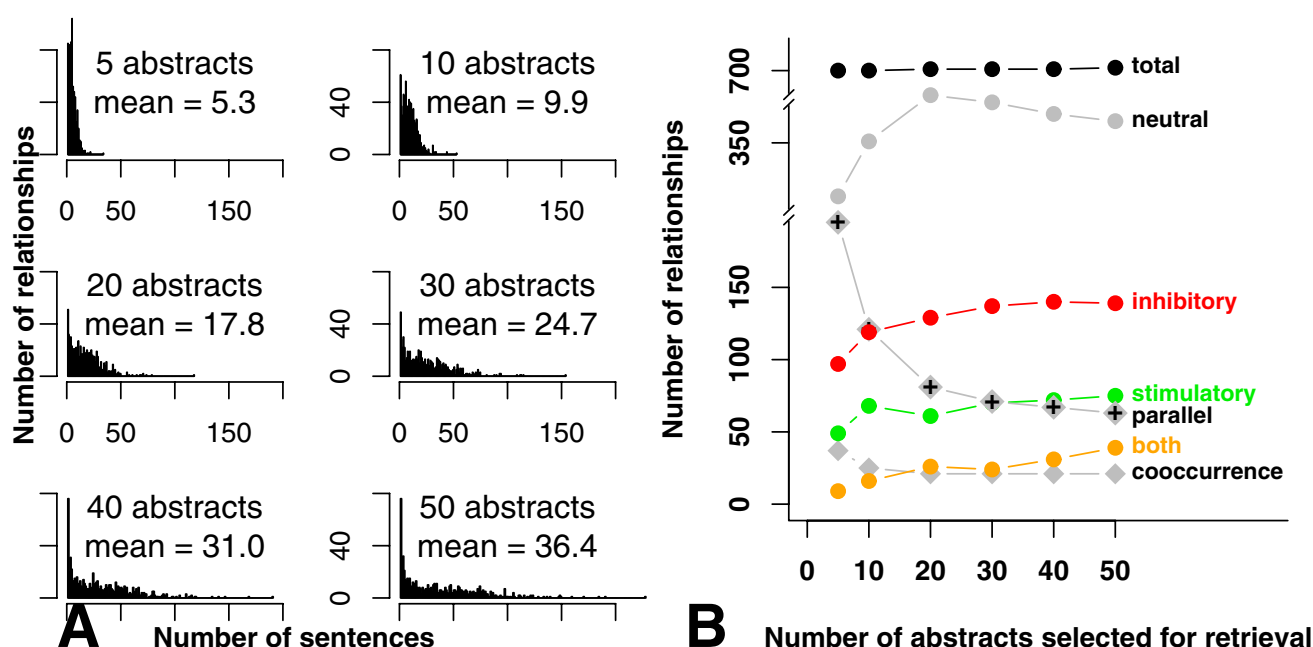 5 abstracts
mean = 5.3
0 50 150
10 abstracts
mean = 9.9
0 40
0 50 150
20 abstracts
mean = 17.8
0 50 150
30 abstracts
mean = 24.7
0 40
0 50 150
40 abstracts
mean = 31.0
50 abstracts
mean = 36.4
0 40
Number of relationships
A
Number of sentences
Number of relationships
0 50 100 150 350 700
total
neutral
inhibitory
stimulatory
parallel
both
cooccurrence
0 10 20 30 40 50
B
Number of abstracts selected for retrieval